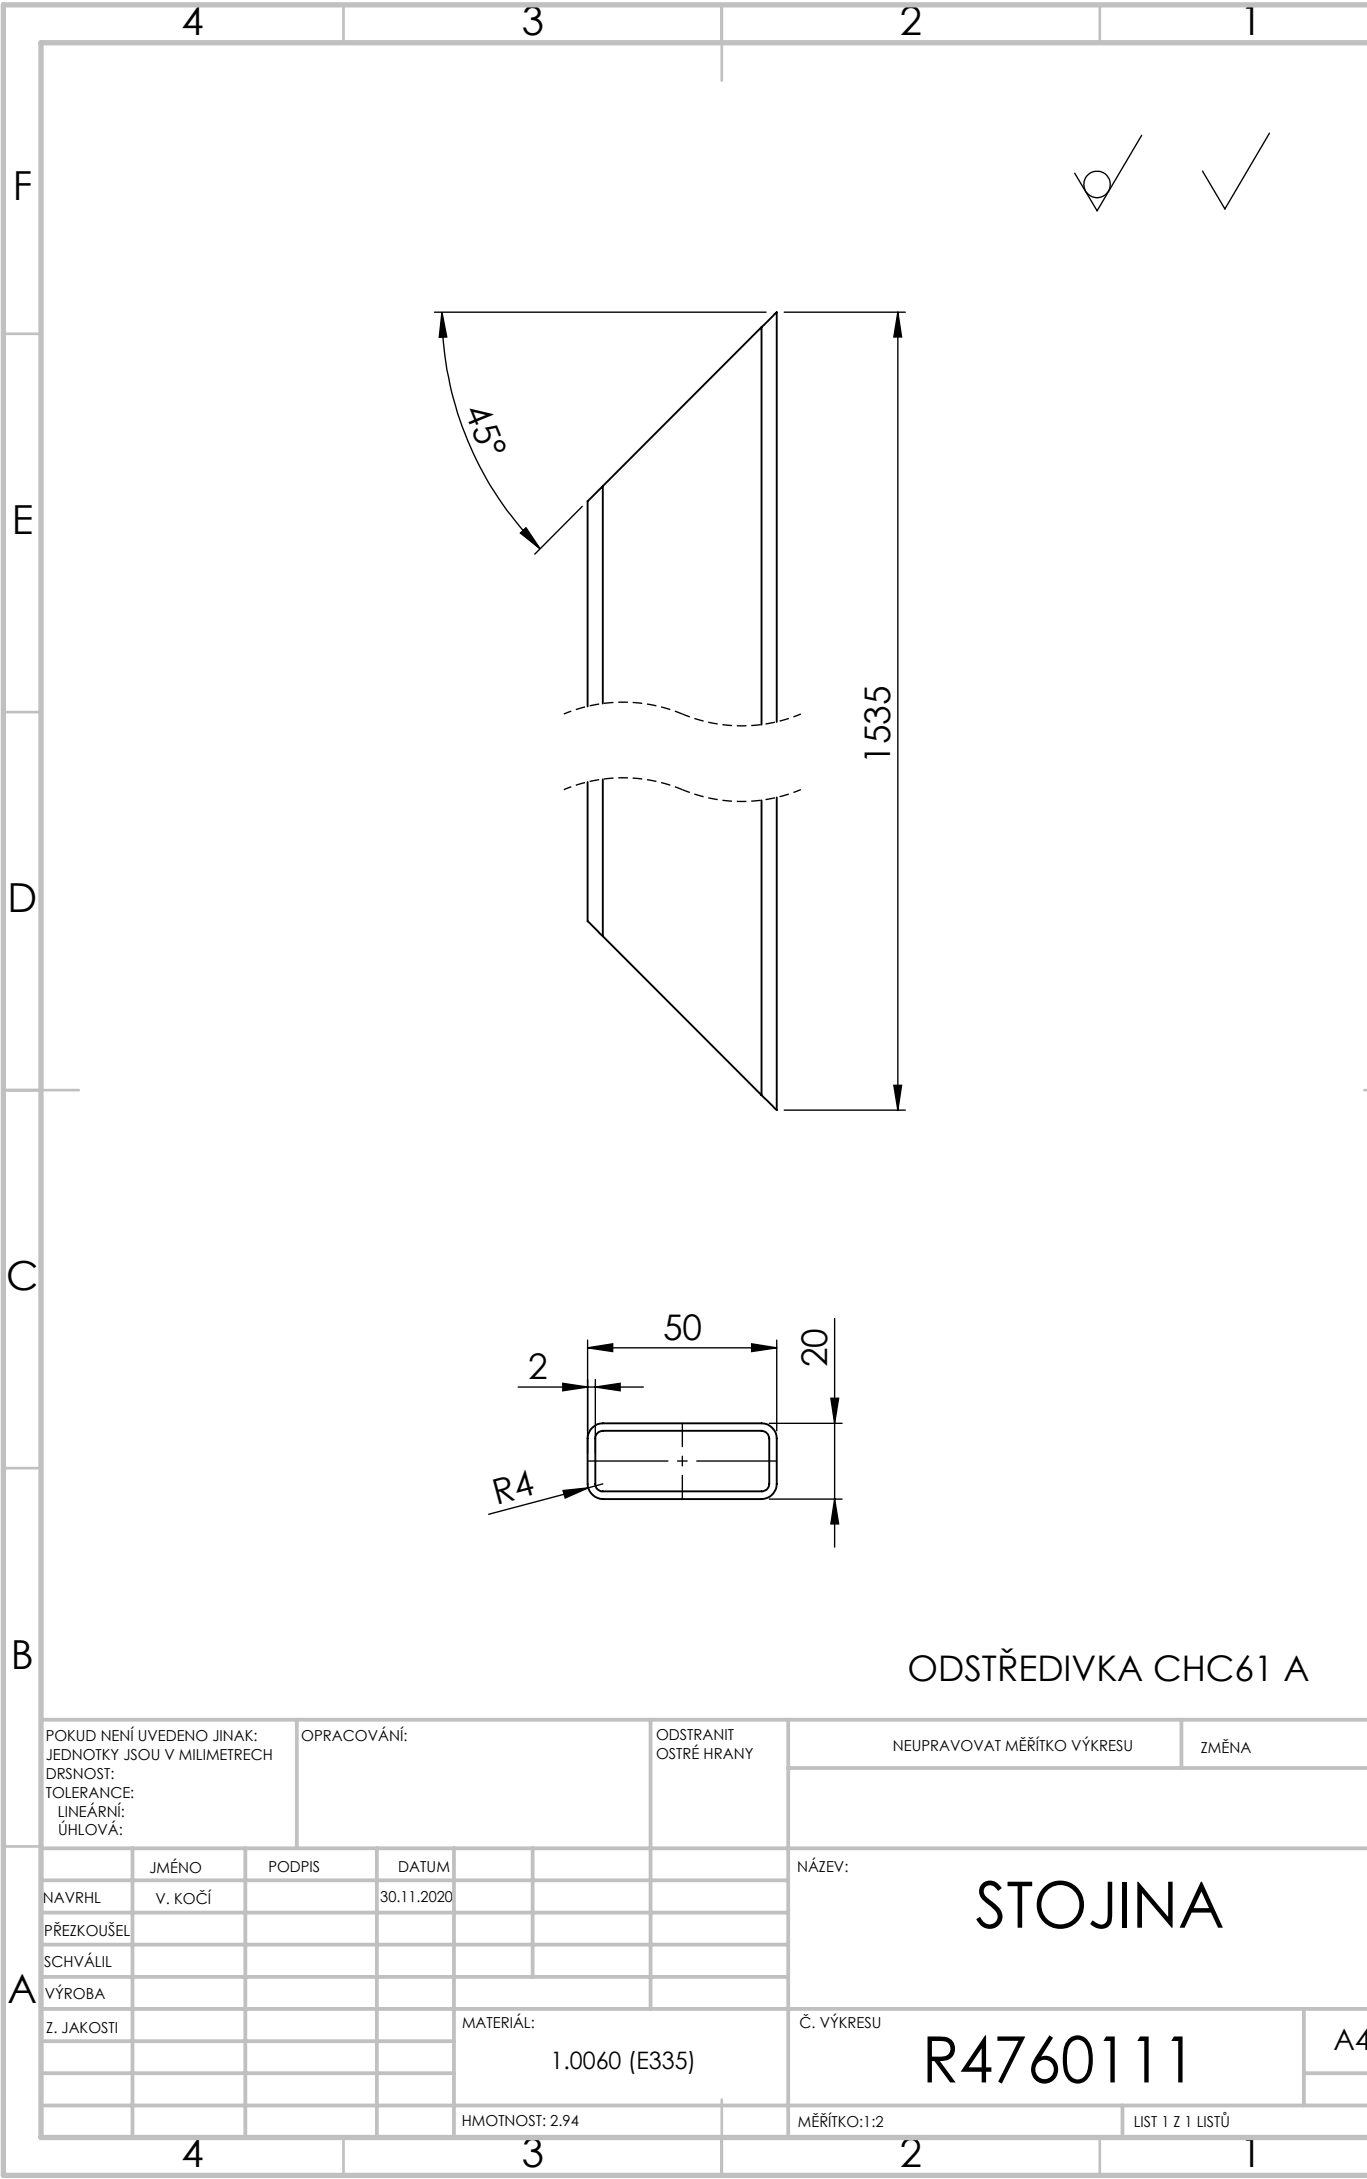 4 3 2 1
F
E
D
C
B
A
45°
1535
50
20
2
R4
ODSTŘEDIVKA CHC61 A
POKUD NENÍ UVEDENO JINAK:
JEDNOTKY JSOU V MILIMETRECH
DRSNOST:
TOLERANCE:
LINEÁRNÍ:
ÚHLOVÁ:
OPRACOVÁNÍ:
ODSTRANIT
OSTRÉ HRANY
NEUPRAVOVAT MĚŘÍTKO VÝKRESU
ZMĚNA
JMÉNO PODPIS DATUM
NAVRHL V. KOČÍ 30.11.2020
PŘEZKOUŠEL
SCHVÁLIL
VÝROBA
Z. JAKOSTI
NÁZEV:
STOJINA
MATERIÁL:
1.0060 (E335)
HMOTNOST: 2.94
Č. VÝKRESU
R4760111
A4
MĚŘÍTKO:1:2
LIST 1 Z 1 LISTŮ
4 3 2 1